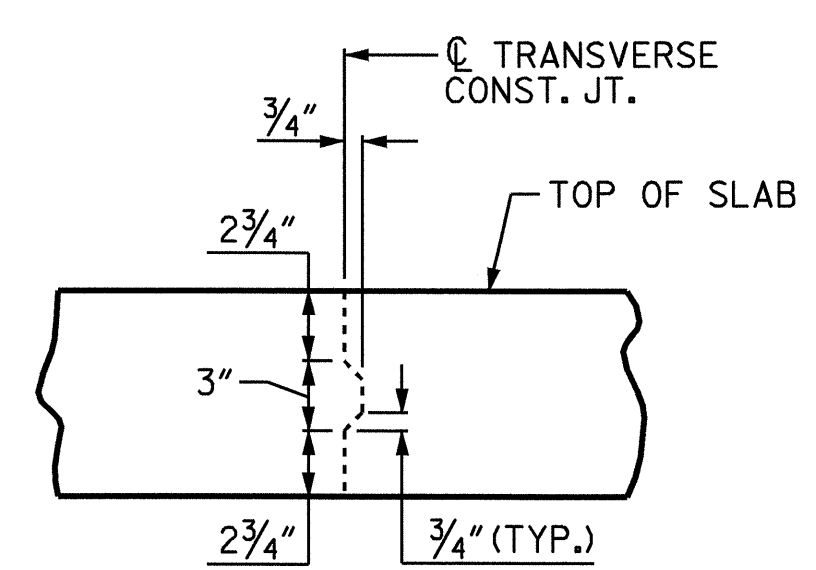 ℄ TRANSVERSE
CONST. JT.
3/4"
TOP OF SLAB
2 3/4"
3"
2 3/4"
3/4" (TYP.)